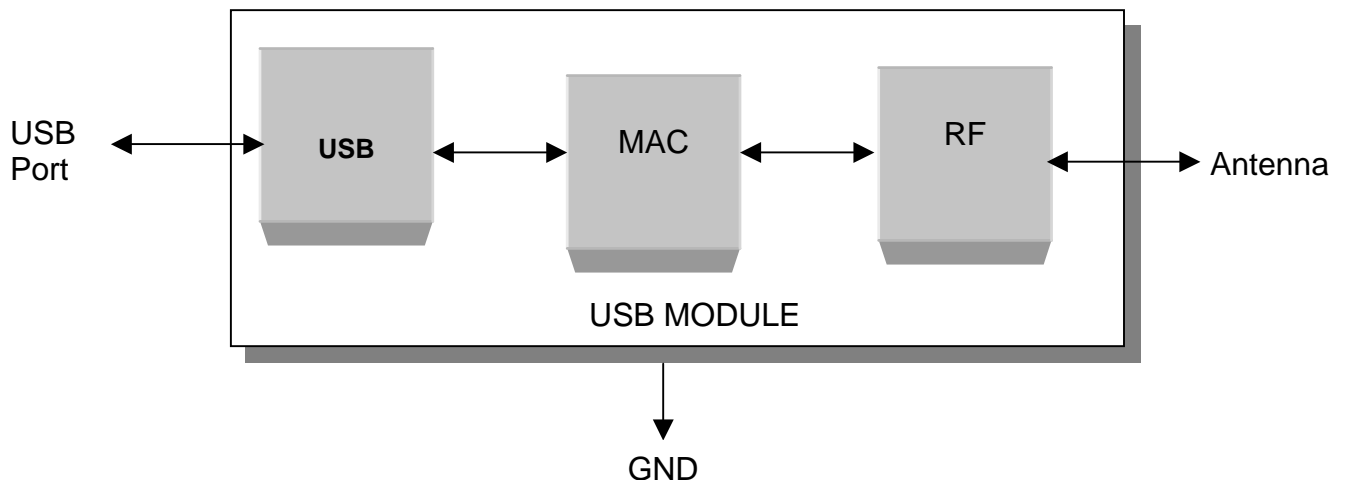 USB
Port
USB
MAC
RF
Antenna
USB MODULE
GND